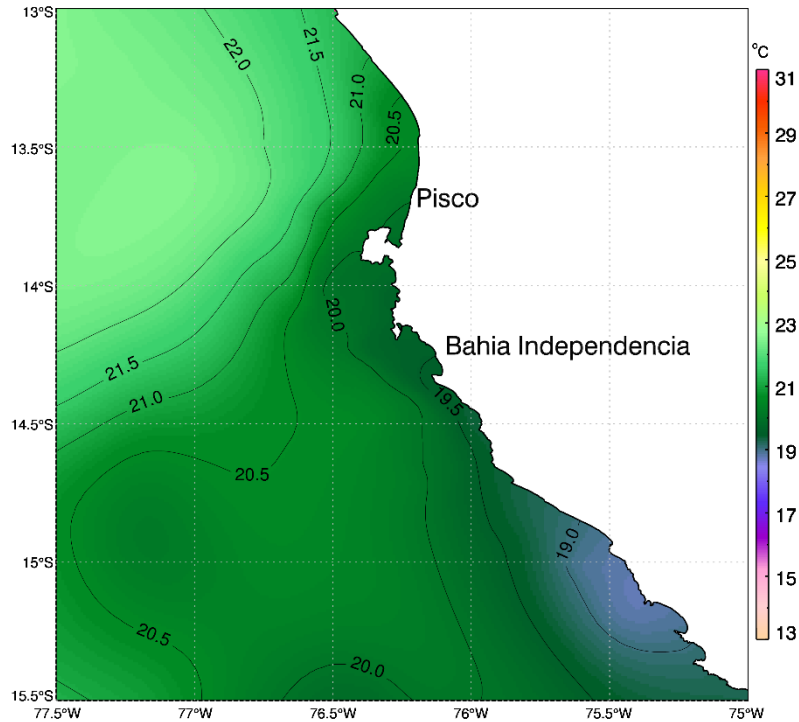 13°S
22.0
21.5
°C
31
21.0
29
20.5
27
13.5°S
Pisco
25
14°S
20.0
23
Bahia Independencia
21.5
21.0
19.5
21
14.5°S
20.5
19
19.0
17
15°S
15
20.5
20.0
13
15.5°S
77.5°W
77°W
76.5°W
76°W
75.5°W
75°W